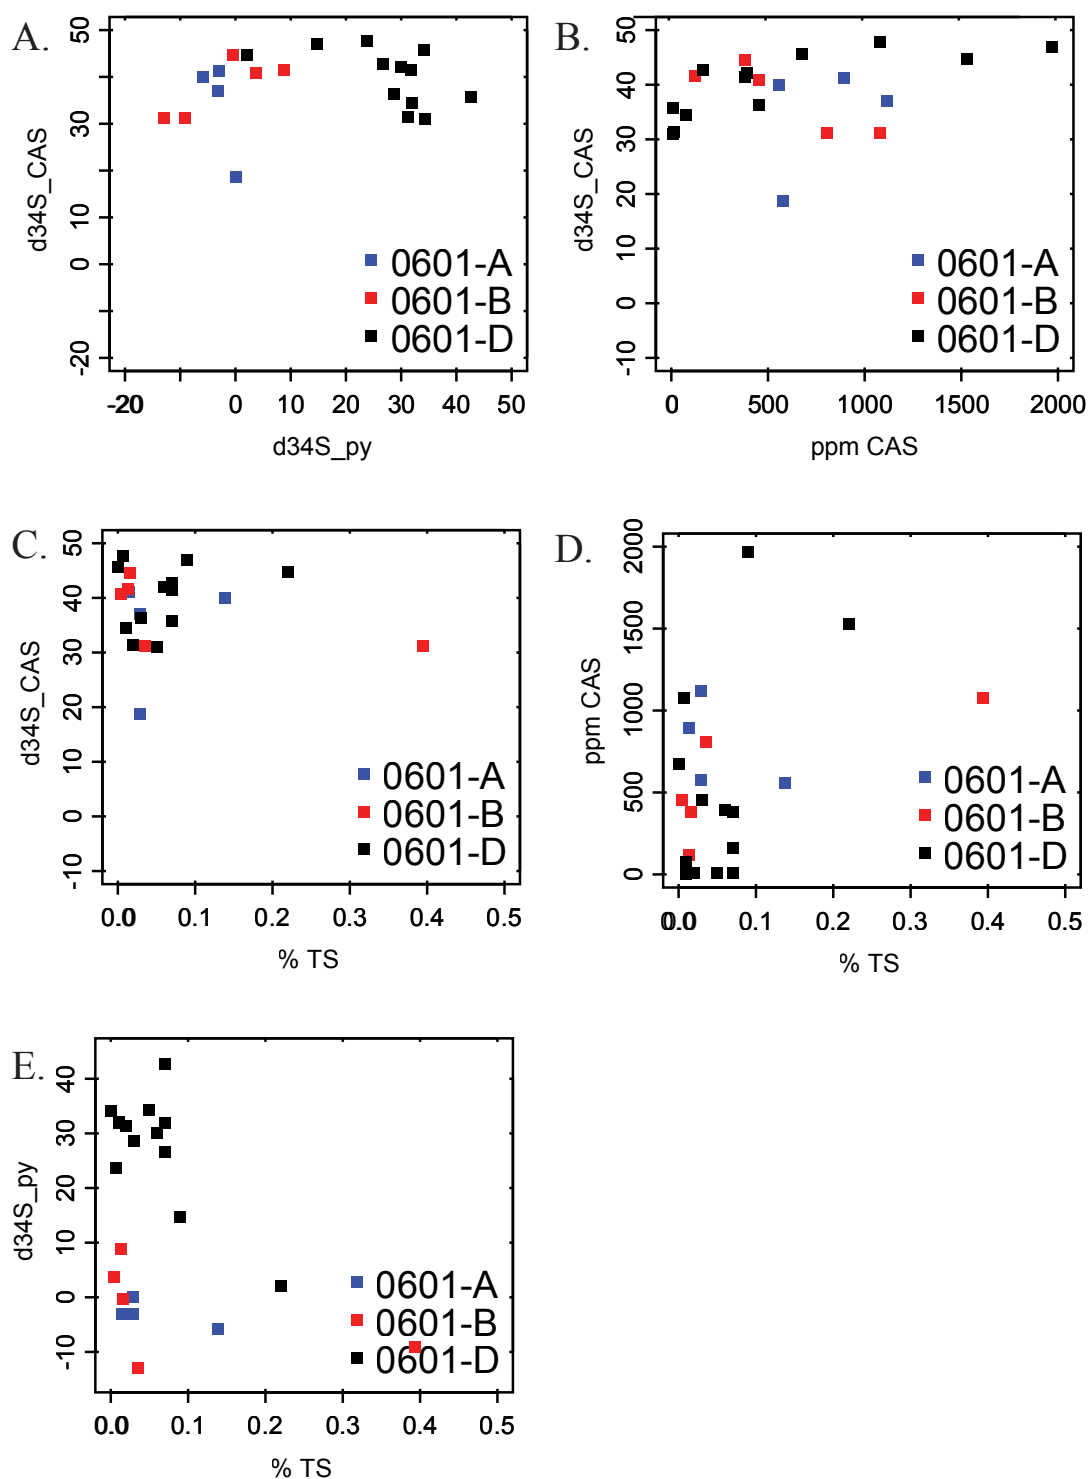 A.
50
30
10
0
-20
d34S_CAS
0601-A
0601-B
0601-D
-20 0 10 20 30 40 50
d34S_py
B.
50
40
30
20
10
0
-10
d34S_CAS
0601-A
0601-B
0601-D
0 500 1000 1500 2000
ppm CAS
C.
50
40
30
20
10
0
-10
d34S_CAS
0601-A
0601-B
0601-D
0.0 0.1 0.2 0.3 0.4 0.5
% TS
D.
2000
1500
1000
500
0
ppm CAS
0601-A
0601-B
0601-D
0.0 0.1 0.2 0.3 0.4 0.5
% TS
E.
40
30
20
10
0
-10
d34S_py
0601-A
0601-B
0601-D
0.0 0.1 0.2 0.3 0.4 0.5
% TS